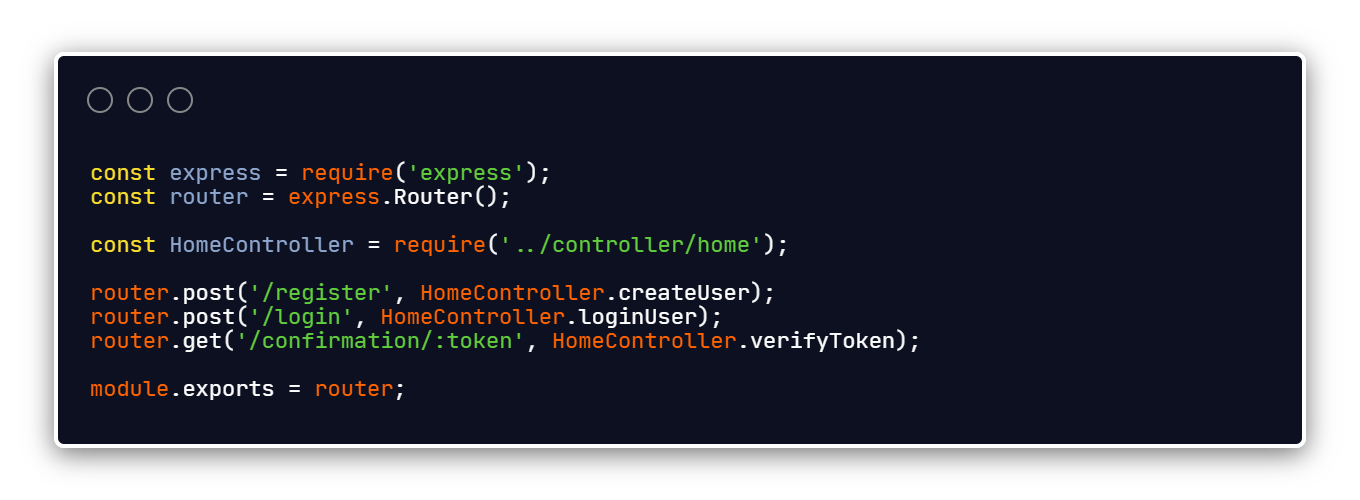 const express = require('express');
const router = express.Router();
const HomeController = require('../controller/home');
router.post('/register', HomeController.createUser);
router.post('/login', HomeController.loginUser);
router.get('/confirmation/:token', HomeController.verifyToken);
module.exports = router;